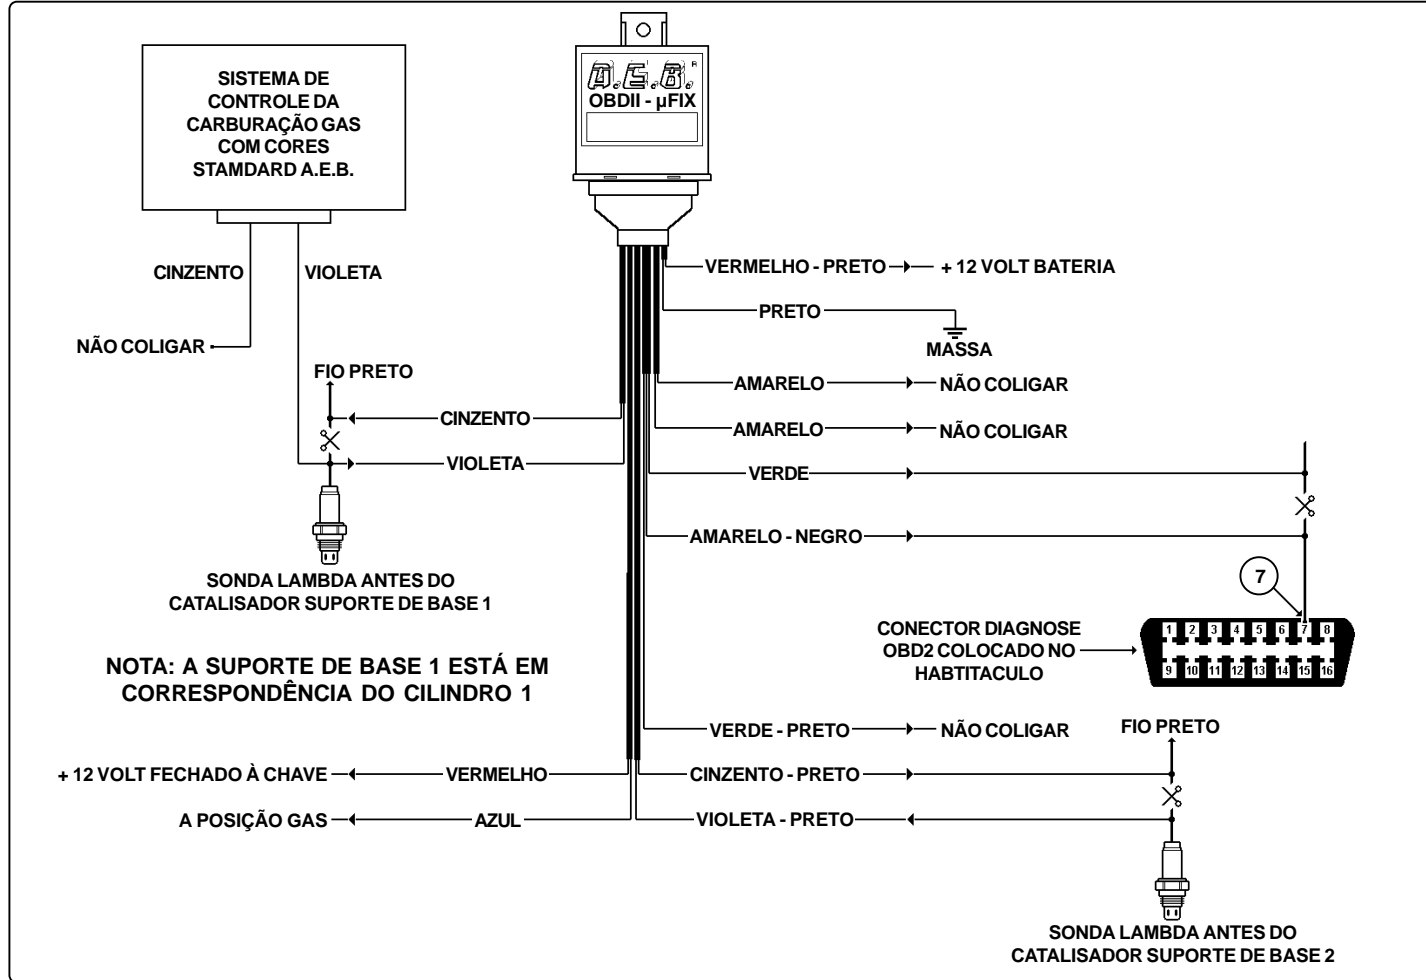 SISTEMA DE
CONTROLE DA
CARBURAÇÃO GAS
COM CORES
STAMDARD A.E.B.
A.E.B.®
OBDII - µFIX
CINZENTO
VIOLETA
NÃO COLIGAR
FIO PRETO
CINZENTO
VIOLETA
SONDA LAMBDA ANTES DO
CATALISADOR SUPORTE DE BASE 1
NOTA: A SUPORTE DE BASE 1 ESTÁ EM
CORRESPONDÊNCIA DO CILINDRO 1
VERMELHO - PRETO
+ 12 VOLT BATERIA
PRETO
MASSA
AMARELO
NÃO COLIGAR
AMARELO
NÃO COLIGAR
VERDE
AMARELO - NEGRO
7
CONECTOR DIAGNOSE
OBD2 COLOCADO NO
HABTITACULO
1 2 3 4 5 6 7 8
9 10 11 12 13 14 15 16
VERDE - PRETO
NÃO COLIGAR
FIO PRETO
+ 12 VOLT FECHADO À CHAVE
VERMELHO
CINZENTO - PRETO
A POSIÇÃO GAS
AZUL
VIOLETA - PRETO
SONDA LAMBDA ANTES DO
CATALISADOR SUPORTE DE BASE 2